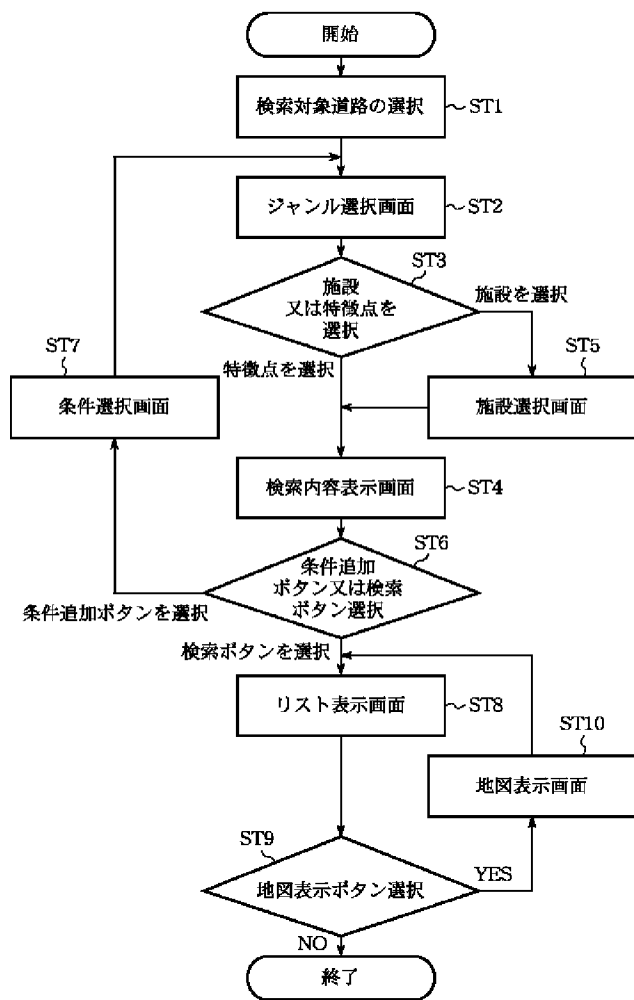 開始
検索対象道路の選択
ST1
ジャンル選択画面
ST2
ST3
施設
又は特徴点を
選択
施設を選択
特徴点を選択
ST5
施設選択画面
ST7
条件選択画面
検索内容表示画面
ST4
ST6
条件追加
ボタン又は検索
ボタン選択
条件追加ボタンを選択
検索ボタンを選択
リスト表示画面
ST8
ST10
地図表示画面
ST9
地図表示ボタン選択
YES
NO
終了